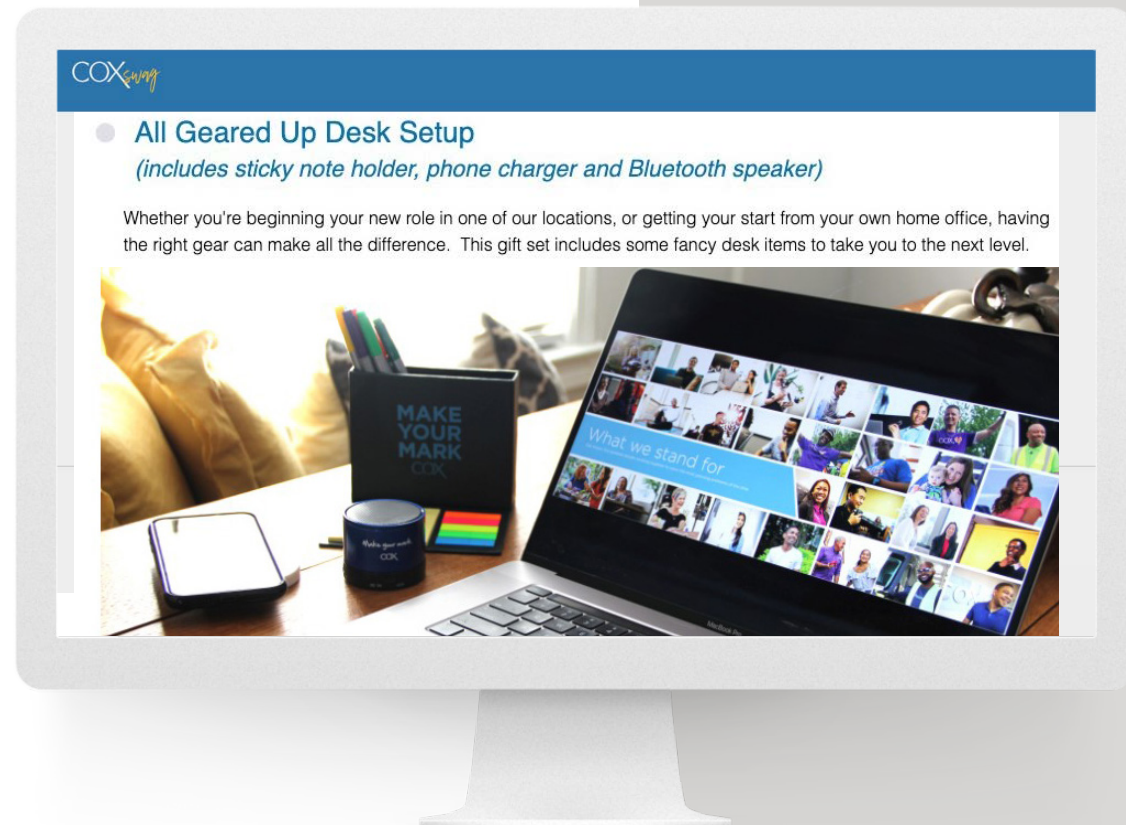 COXswag
All Geared Up Desk Setup
(includes sticky note holder, phone charger and Bluetooth speaker)
Whether you're beginning your new role in one of our locations, or getting your start from your own home office, having
the right gear can make all the difference.  This gift set includes some fancy desk items to take you to the next level.
MAKE
YOUR
MARK
COX
What we stand for
Make your mark
COX
COX
MacBook Pro